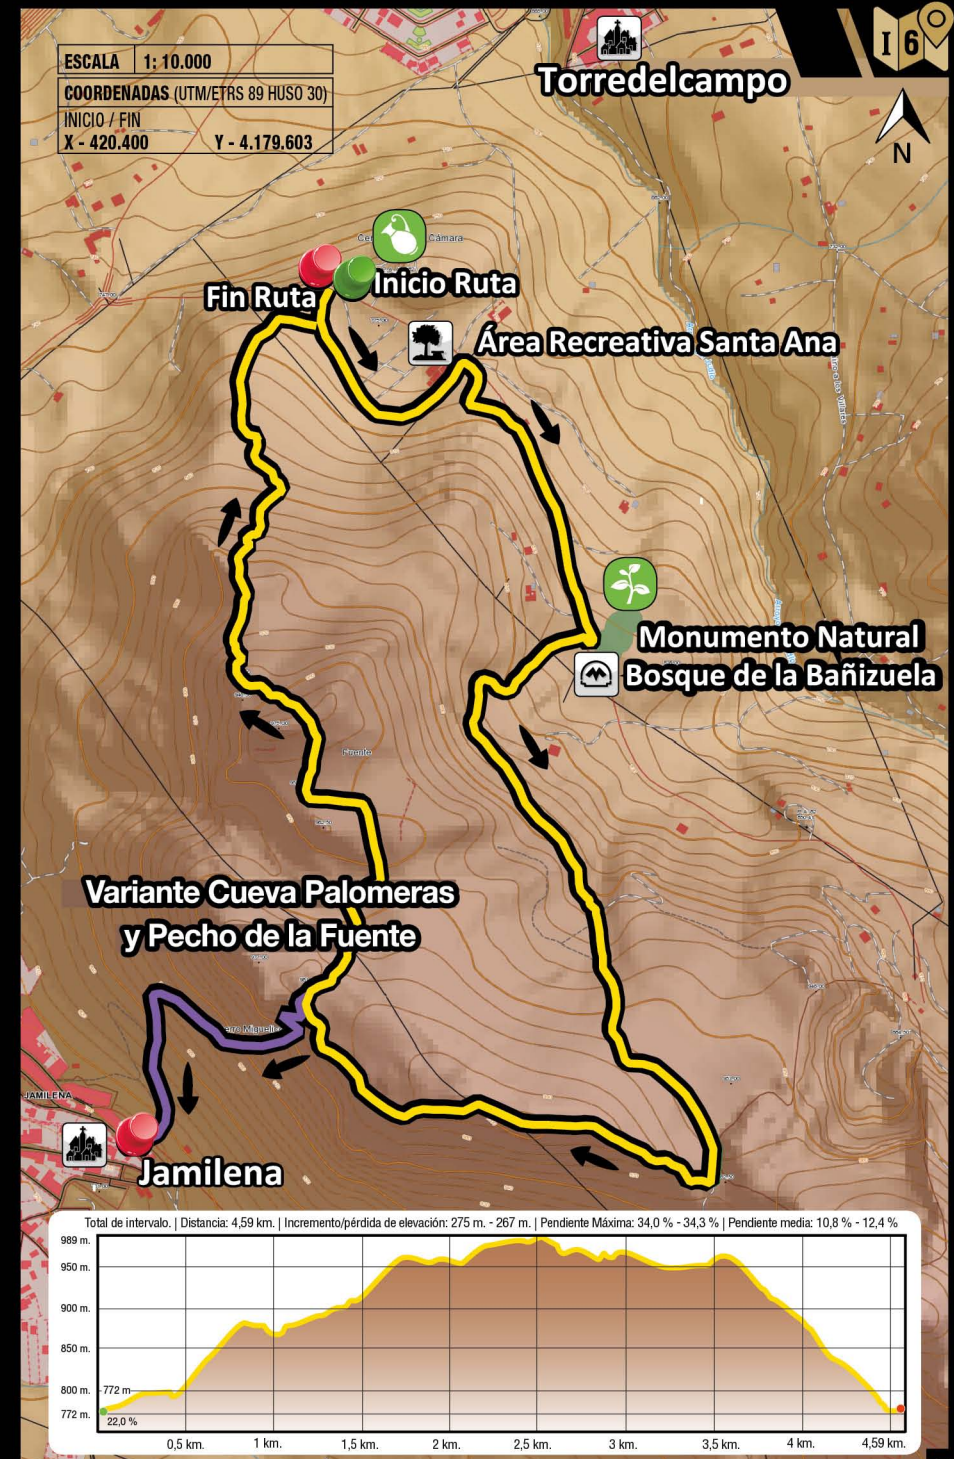 I 6
ESCALA 1: 10.000
COORDENADAS (UTM/ETRS 89 HUSO 30)
INICIO / FIN
X - 420.400 Y - 4.179.603
Torredelcampo
N
Cámara
Fin Ruta
Inicio Ruta
Área Recreativa Santa Ana
Monumento Natural
Bosque de la Bañizuela
Fuente
Variante Cueva Palomeras
y Pecho de la Fuente
JAMILENA
Jamilena
Total de intervalo. | Distancia: 4,59 km. | Incremento/pérdida de elevación: 275 m. - 267 m. | Pendiente Máxima: 34,0 % - 34,3 % | Pendiente media: 10,8 % - 12,4 %
989 m.
950 m.
900 m.
850 m.
800 m.
772 m
772 m.
22,0 %
0,5 km. 1 km. 1,5 km. 2 km. 2,5 km. 3 km. 3,5 km. 4 km. 4,59 km.